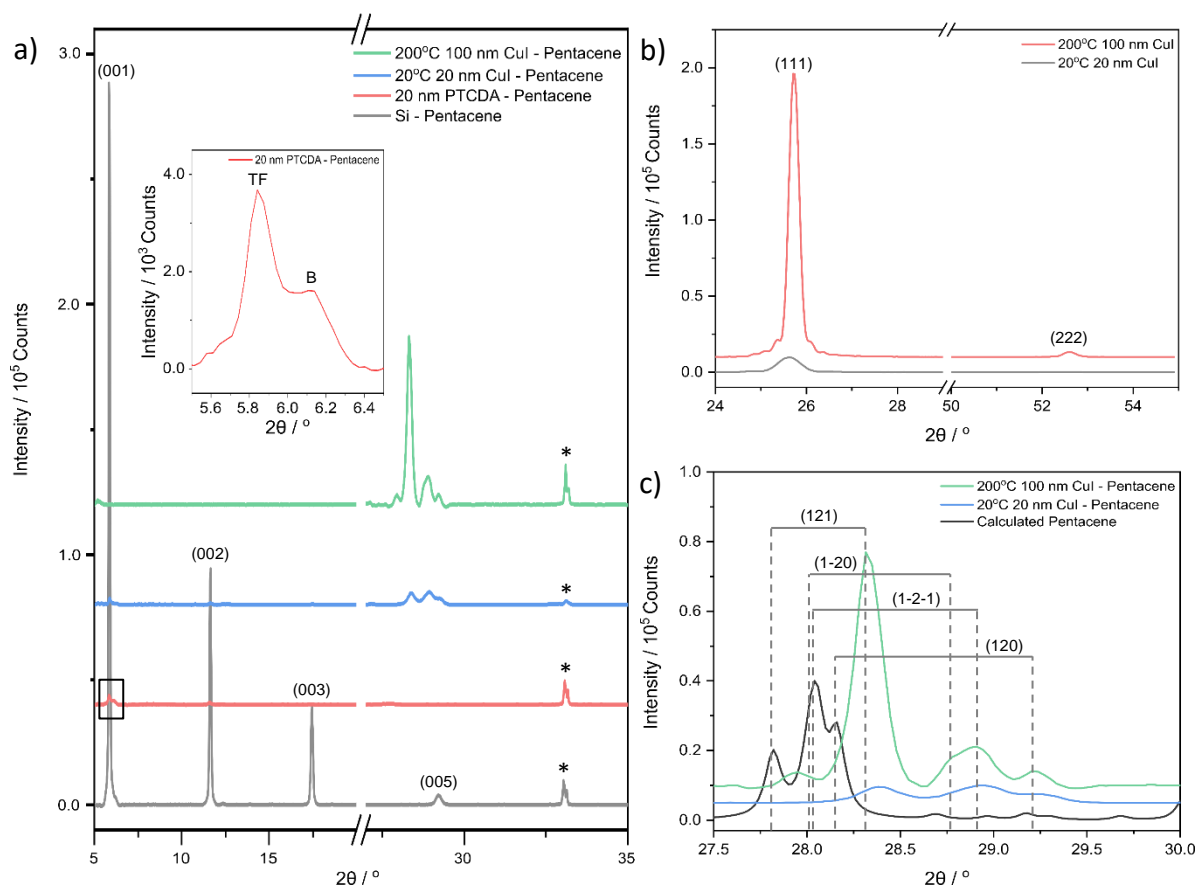 a)
3.0
2.0
1.0
0.0
Intensity / 10⁵ Counts
(001)
200ºC 100 nm CuI - Pentacene
20ºC 20 nm CuI - Pentacene
20 nm PTCDA - Pentacene
Si - Pentacene
20 nm PTCDA - Pentacene
TF
B
4.0
2.0
0.0
Intensity / 10³ Counts
5.6 5.8 6.0 6.2 6.4
2θ / º
*
(002)
*
*
(003)
(005)
*
5 10 15 30 35
2θ / º
b)
200ºC 100 nm CuI
20ºC 20 nm CuI
(111)
(222)
2.0
1.5
1.0
0.5
0.0
Intensity / 10⁵ Counts
24 26 28 50 52 54
2θ / º
c)
200ºC 100 nm CuI - Pentacene
20ºC 20 nm CuI - Pentacene
Calculated Pentacene
(121)
(1-20)
(1-2-1)
(120)
1.0
0.8
0.6
0.4
0.2
0.0
Intensity / 10⁵ Counts
27.5 28.0 28.5 29.0 29.5 30.0
2θ / º